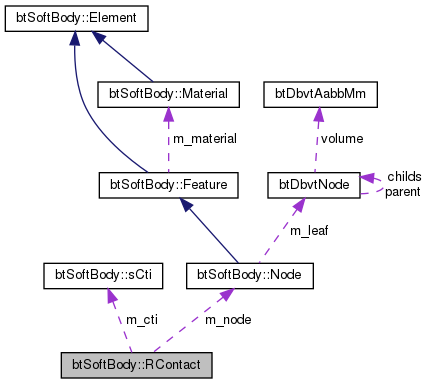 btSoftBody::Element
btSoftBody::Material
btDbvtAabbMm
m_material
volume
btSoftBody::Feature
btDbvtNode
childs
parent
m_leaf
btSoftBody::sCti
btSoftBody::Node
m_cti
m_node
btSoftBody::RContact